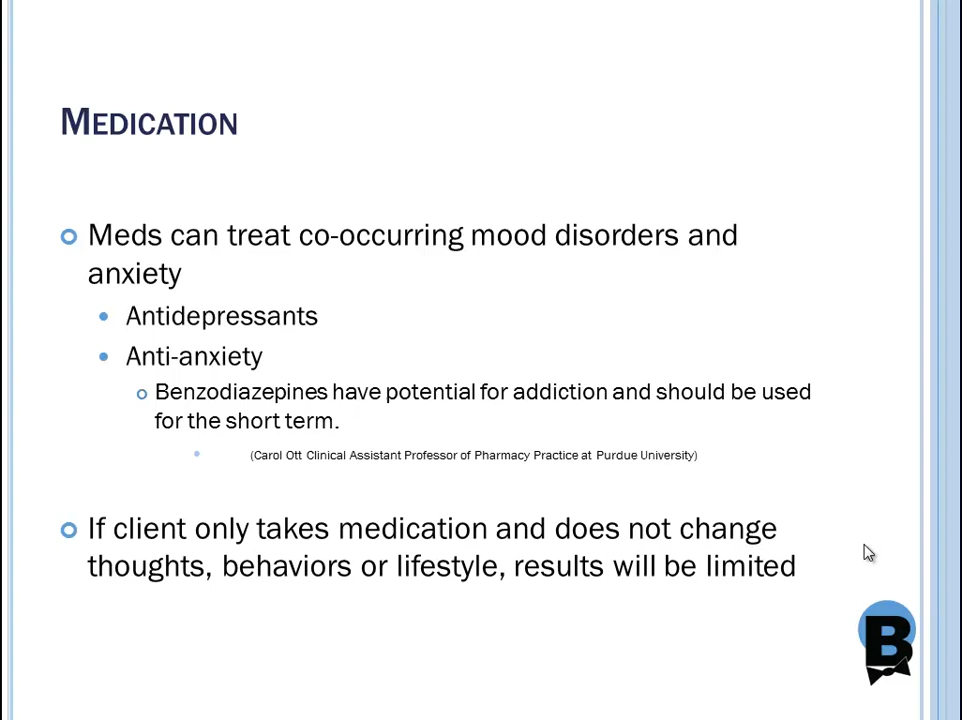 MEDICATION
Meds can treat co-occurring mood disorders and
anxiety
Antidepressants
Anti-anxiety
Benzodiazepines have potential for addiction and should be used
for the short term.
(Carol Ott Clinical Assistant Professor of Pharmacy Practice at Purdue University)
If client only takes medication and does not change
thoughts, behaviors or lifestyle, results will be limited
B